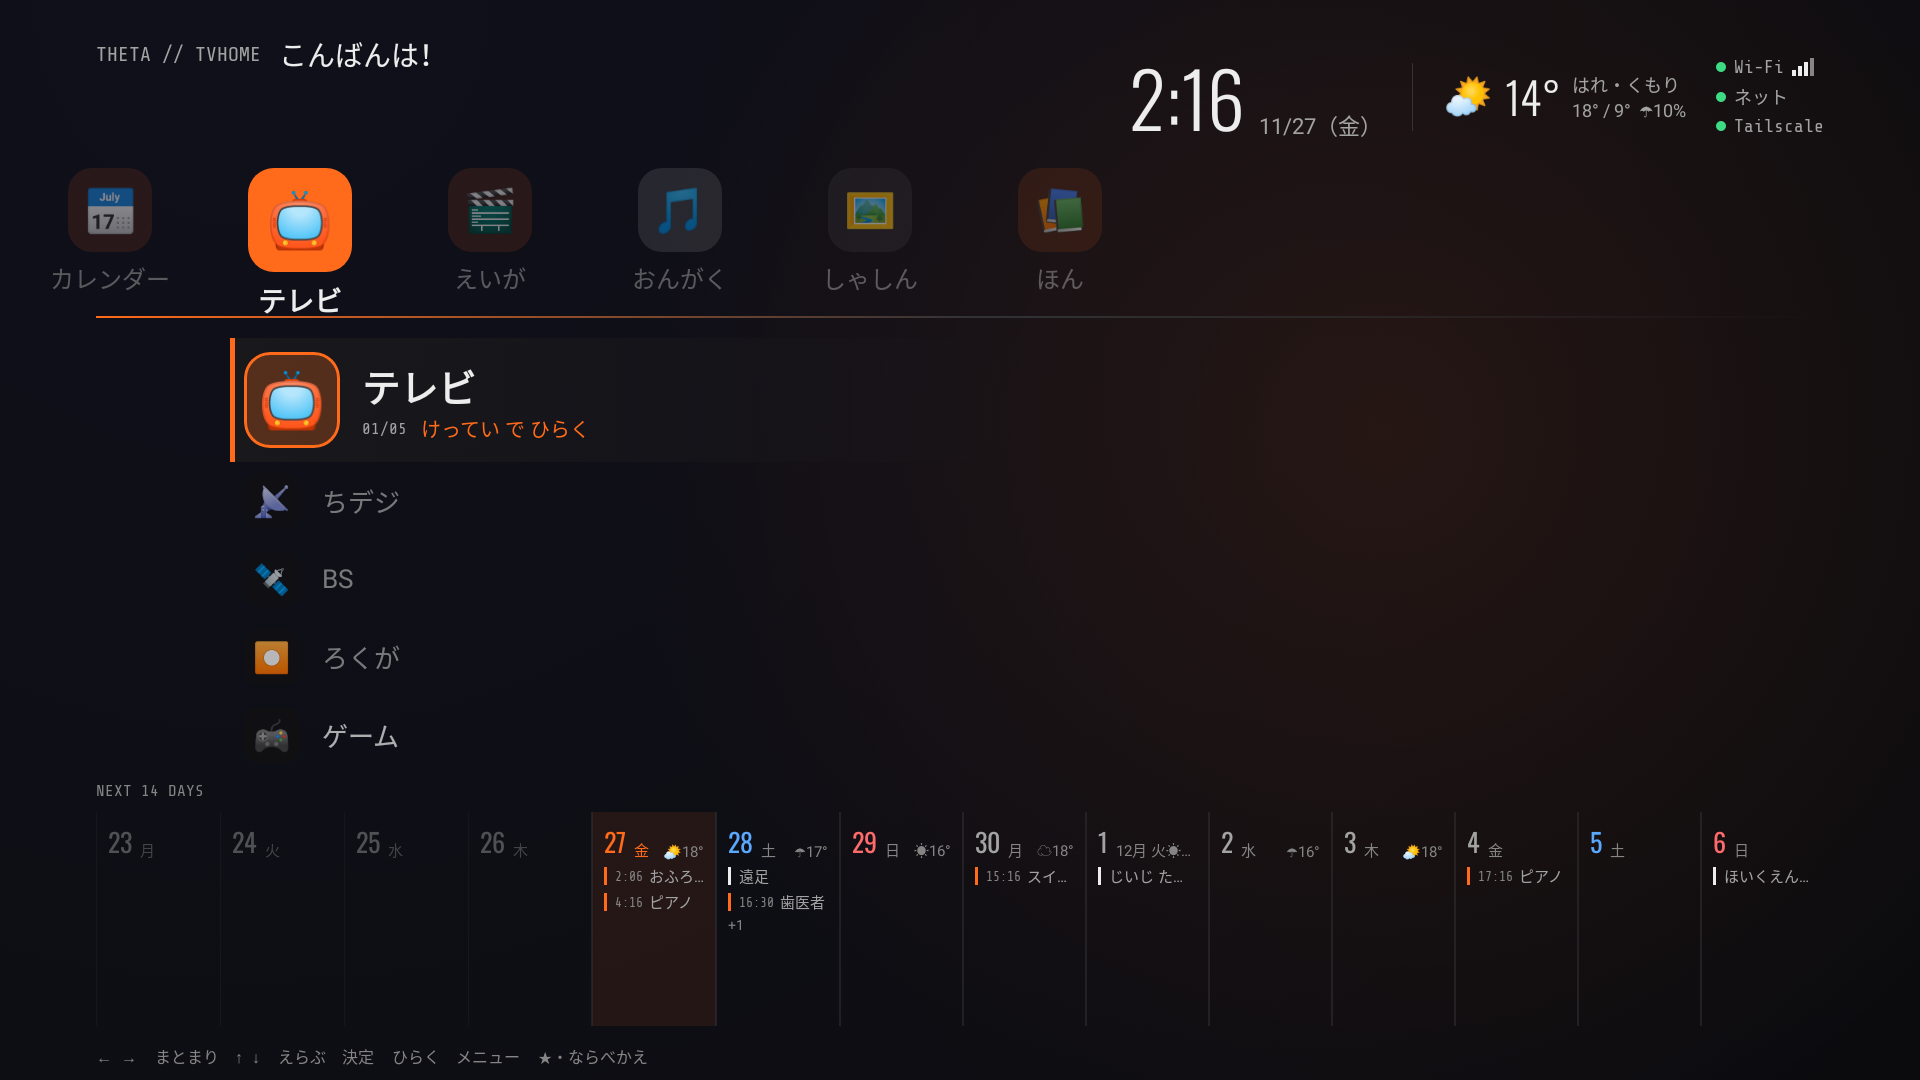 THETA // TVHOME こんばんは!
2:16 11/27（金）
14° はれ・くもり
18° / 9° ☂10%
Wi-Fi
ネット
Tailscale
July
17
カレンダー テレビ えいが おんがく しゃしん ほん
テレビ
01/05 けってい で ひらく
ちデジ
BS
ろくが
ゲーム
NEXT 14 DAYS
23 月
24 火
25 水
26 木
27 金 18°
2:06 おふろ…
4:16 ピアノ
28 土 ☂17°
遠足
16:30 歯医者
+1
29 日 ☀16°
30 月 ☁18°
15:16 スイ…
1 12月 火☀…
じいじ た…
2 水 ☂16°
3 木 18°
4 金
17:16 ピアノ
5 土
6 日
ほいくえん…
← → まとまり ↑ ↓ えらぶ 決定 ひらく メニュー ★・ならべかえ